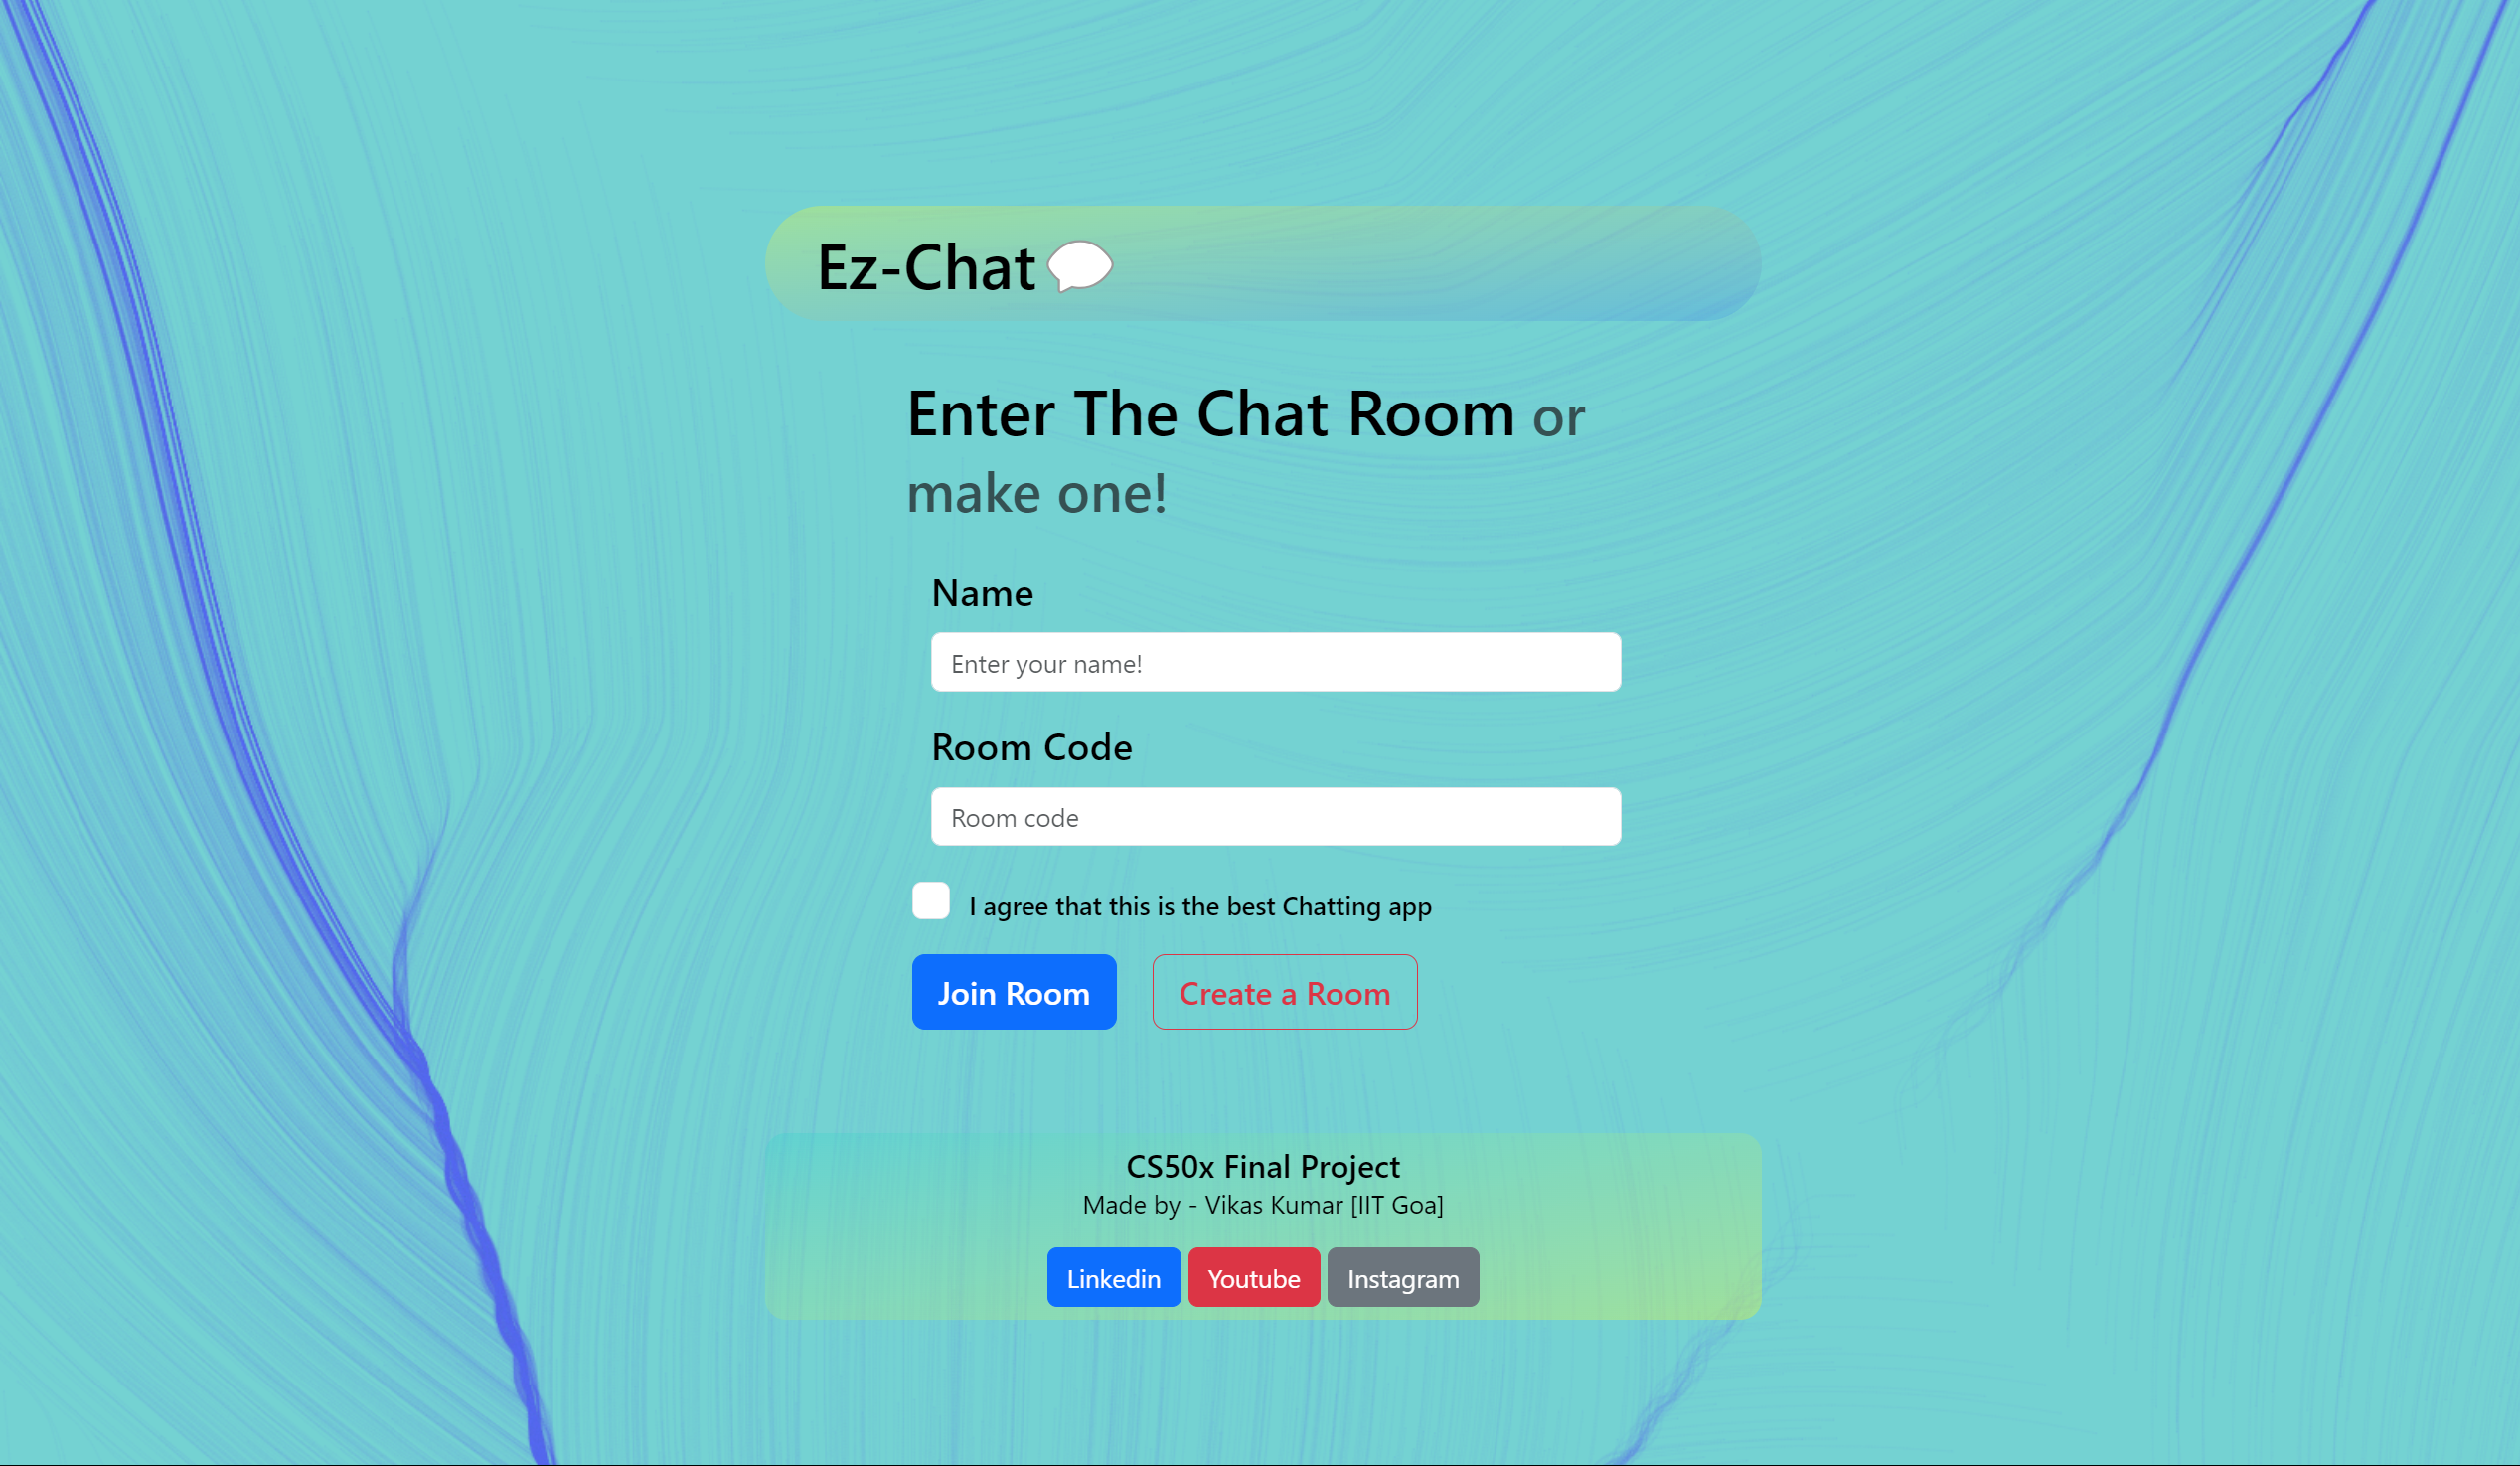 Ez-Chat
Enter The Chat Room or
make one!
Name
Enter your name!
Room Code
Room code
I agree that this is the best Chatting app
Join Room Create a Room
CS50x Final Project
Made by - Vikas Kumar [IIT Goa]
Linkedin Youtube Instagram